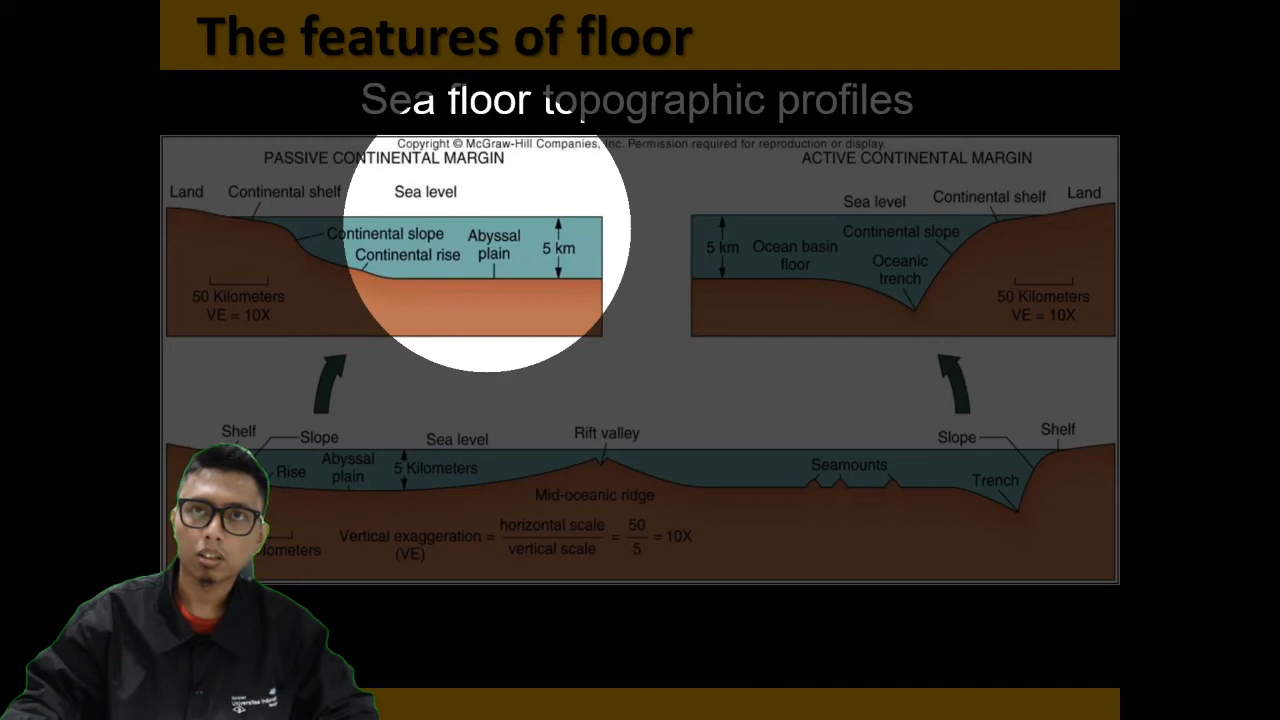 The features of floor
Sea floor topographic profiles
Copyright © McGraw-Hill Companies, Inc. Permission required for reproduction or display.
PASSIVE CONTINENTAL MARGIN
ACTIVE CONTINENTAL MARGIN
Land
Continental shelf
Sea level
Sea level
Continental shelf
Land
Continental slope
Abyssal
plain
5 km
Continental rise
5 km
Ocean basin
floor
Continental slope
Oceanic
trench
50 Kilometers
VE = 10X
50 Kilometers
VE = 10X
Shelf
Slope
Sea level
Rift valley
Slope
Shelf
Rise
Abyssal
plain
5 Kilometers
Seamounts
Trench
Mid-oceanic ridge
Vertical exaggeration = horizontal scale = 50 = 10X
(VE) vertical scale 5